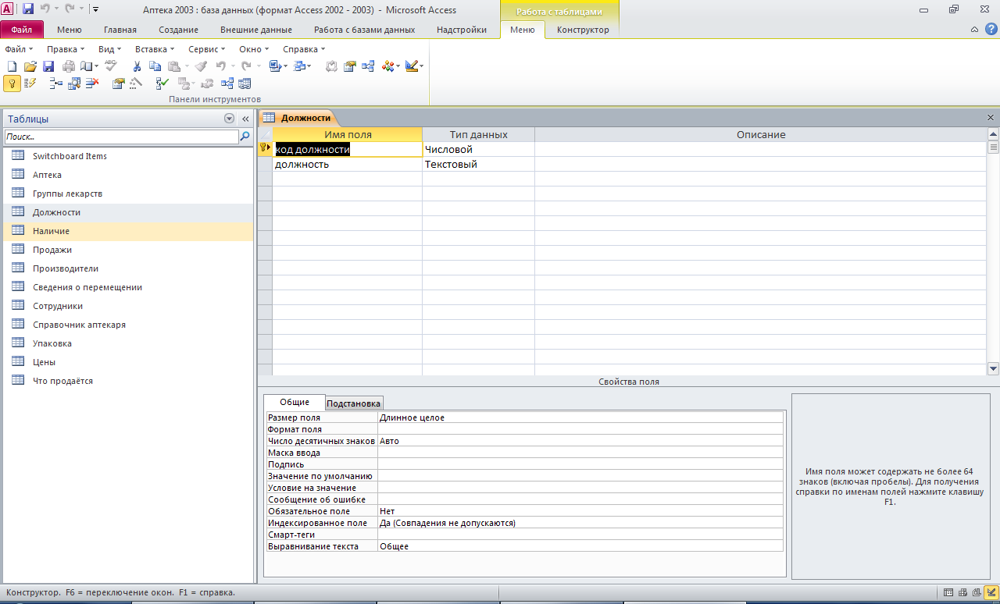 Аптека 2003 : база данных (формат Access 2002 - 2003) - Microsoft Access
Работа с таблицами
Файл Меню Главная Создание Внешние данные Работа с базами данных Надстройки Меню Конструктор
Файл Правка Вид Вставка Сервис Окно Справка
Панели инструментов
Таблицы
Поиск...
Switchboard Items
Аптека
Группы лекарств
Должности
Наличие
Продажи
Производители
Сведения о перемещении
Сотрудники
Справочник аптекаря
Упаковка
Цены
Что продаётся
Должности
Имя поля Тип данных Описание
код должности Числовой
должность Текстовый
Свойства поля
Общие Подстановка
Размер поля Длинное целое
Формат поля
Число десятичных знаков Авто
Маска ввода
Подпись
Значение по умолчанию
Условие на значение
Сообщение об ошибке
Обязательное поле Нет
Индексированное поле Да (Совпадения не допускаются)
Смарт-теги
Выравнивание текста Общее
Имя поля может содержать не более 64
знаков (включая пробелы). Для получения
справки по именам полей нажмите клавишу
F1.
Конструктор. F6 = переключение окон. F1 = справка.